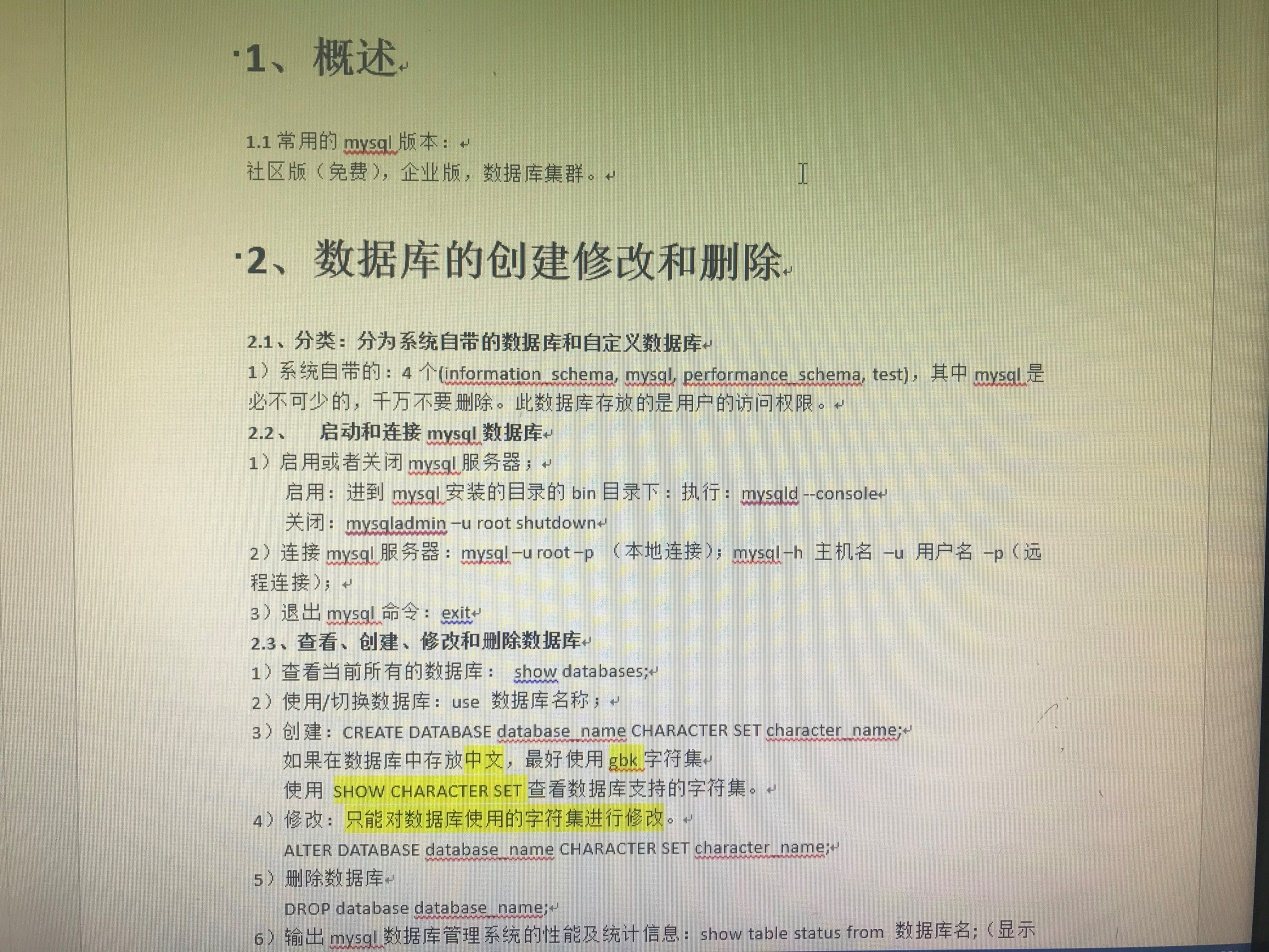 1、概述
1.1 常用的 mysql 版本：
社区版（免费），企业版，数据库集群。
2、数据库的创建修改和删除
2.1、分类：分为系统自带的数据库和自定义数据库
1）系统自带的：4 个(information_schema, mysql, performance_schema, test)，其中 mysql 是
必不可少的，千万不要删除。此数据库存放的是用户的访问权限。
2.2、 启动和连接 mysql 数据库
1）启用或者关闭 mysql 服务器；
启用：进到 mysql 安装的目录的 bin 目录下：执行：mysqld --console
关闭：mysqladmin –u root shutdown
2）连接 mysql 服务器：mysql –u root –p （本地连接）；mysql –h 主机名 –u 用户名 –p（远
程连接）；
3）退出 mysql 命令：exit
2.3、查看、创建、修改和删除数据库
1）查看当前所有的数据库： show databases;
2）使用/切换数据库：use 数据库名称；
3）创建：CREATE DATABASE database_name CHARACTER SET character_name;
如果在数据库中存放中文，最好使用 gbk 字符集
使用 SHOW CHARACTER SET 查看数据库支持的字符集。
4）修改：只能对数据库使用的字符集进行修改。
ALTER DATABASE database_name CHARACTER SET character_name;
5）删除数据库
DROP database database_name;
6）输出 mysql 数据库管理系统的性能及统计信息：show table status from 数据库名;（显示